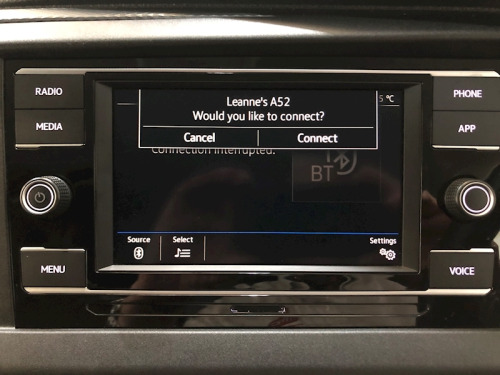 RADIO
MEDIA
MENU
PHONE
APP
VOICE
Leanne's A52
Would you like to connect?
Cancel Connect
5 °C
Connection interrupted.
BT
Source Select Settings